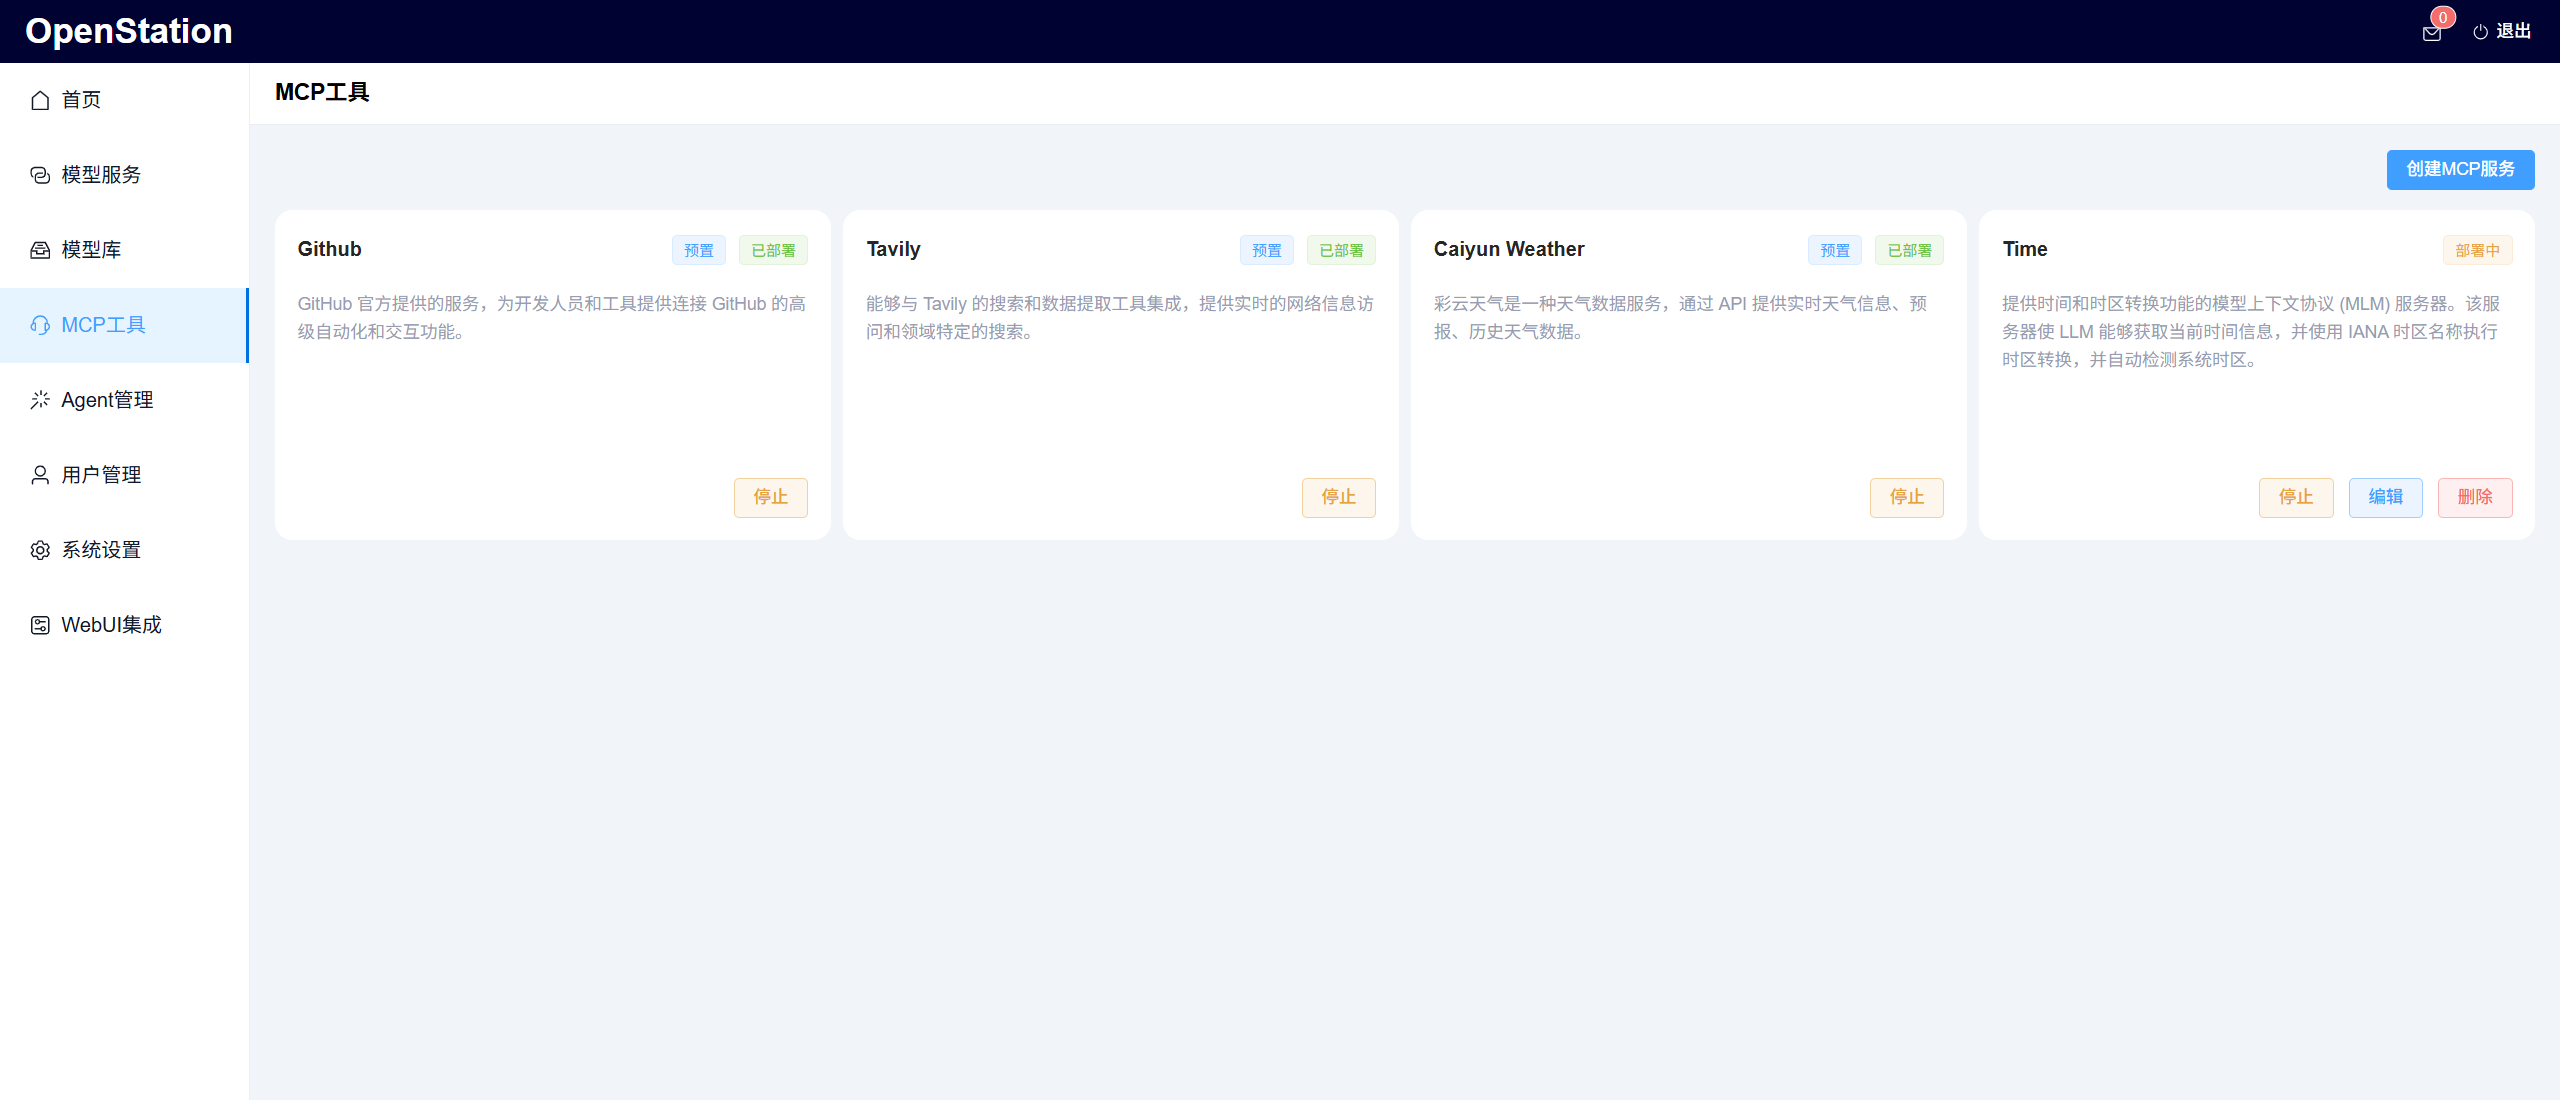 OpenStation
0
退出
首页
模型服务
模型库
MCP工具
Agent管理
用户管理
系统设置
WebUI集成
MCP工具
创建MCP服务
Github
预置
已部署
GitHub 官方提供的服务，为开发人员和工具提供连接 GitHub 的高
级自动化和交互功能。
停止
Tavily
预置
已部署
能够与 Tavily 的搜索和数据提取工具集成，提供实时的网络信息访
问和领域特定的搜索。
停止
Caiyun Weather
预置
已部署
彩云天气是一种天气数据服务，通过 API 提供实时天气信息、预
报、历史天气数据。
停止
Time
部署中
提供时间和时区转换功能的模型上下文协议 (MLM) 服务器。该服
务器使 LLM 能够获取当前时间信息，并使用 IANA 时区名称执行
时区转换，并自动检测系统时区。
停止
编辑
删除